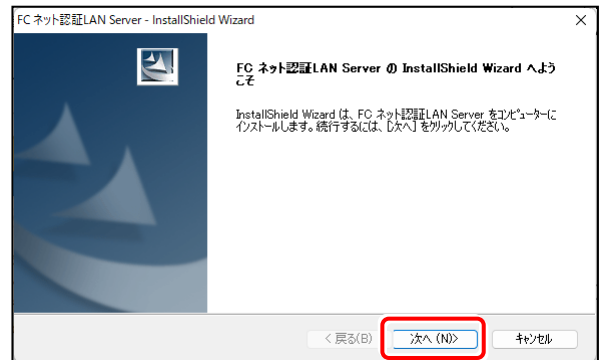 FC ネット認証LAN Server - InstallShield Wizard
FC ネット認証LAN Server の InstallShield Wizard へよう
こそ
InstallShield Wizard は、FC ネット認証LAN Server をコンピューターに
インストールします。続行するには、[次へ] をクリックしてください。
< 戻る(B)
次へ (N)>
キャンセル